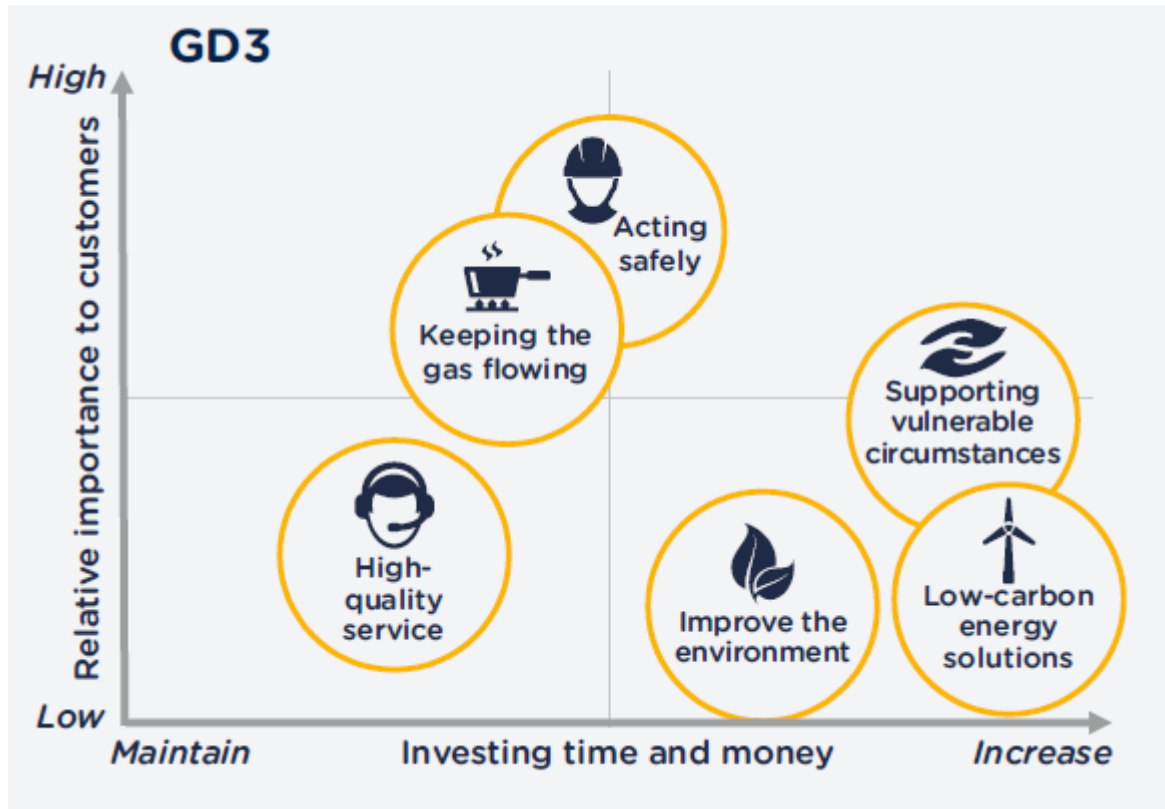 GD3
High
Relative importance to customers
Acting
safely
Keeping the
gas flowing
Supporting
vulnerable
circumstances
High-
quality
service
Improve the
environment
Low-carbon
energy
solutions
Low
Maintain
Investing time and money
Increase